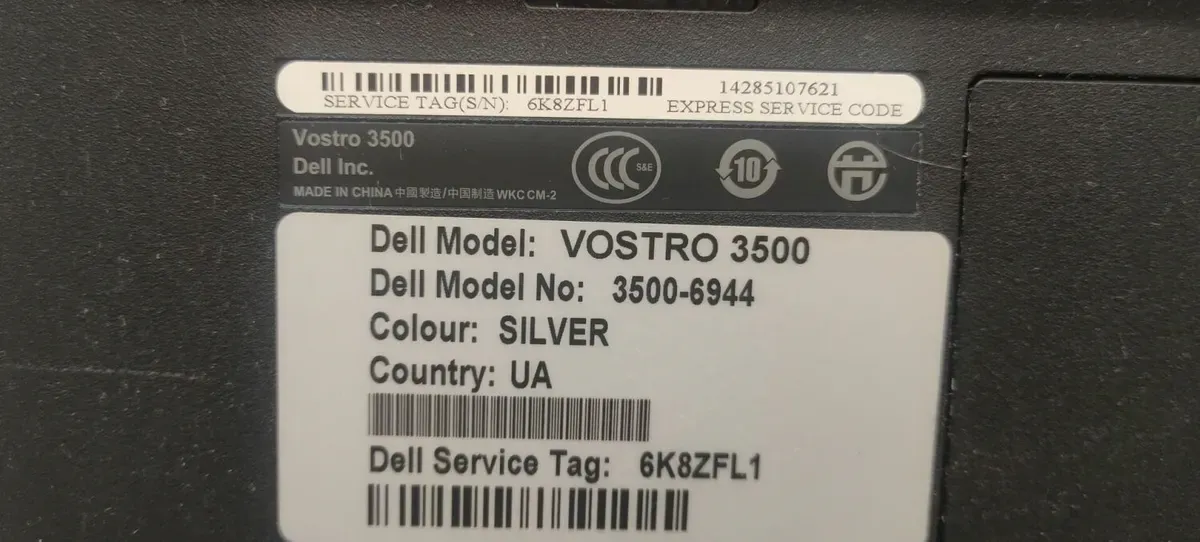 SERVICE TAG(S/N): 6K8ZFL1
14285107621
EXPRESS SERVICE CODE
Vostro 3500
Dell Inc.
MADE IN CHINA 中國製造/中国制造 WKC CM-2
CCC S&E
10
Dell Model: VOSTRO 3500
Dell Model No: 3500-6944
Colour: SILVER
Country: UA
Dell Service Tag: 6K8ZFL1